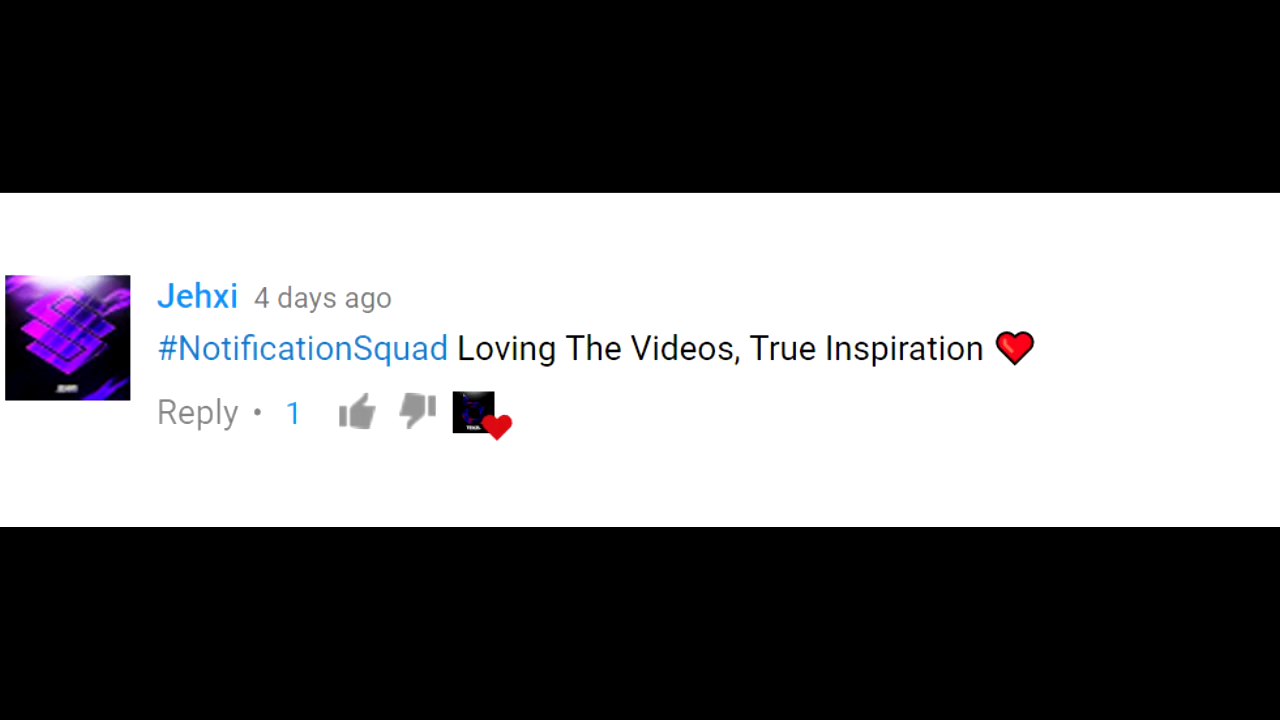 Jehxi 4 days ago
#NotificationSquad Loving The Videos, True Inspiration ❤️
Reply • 1